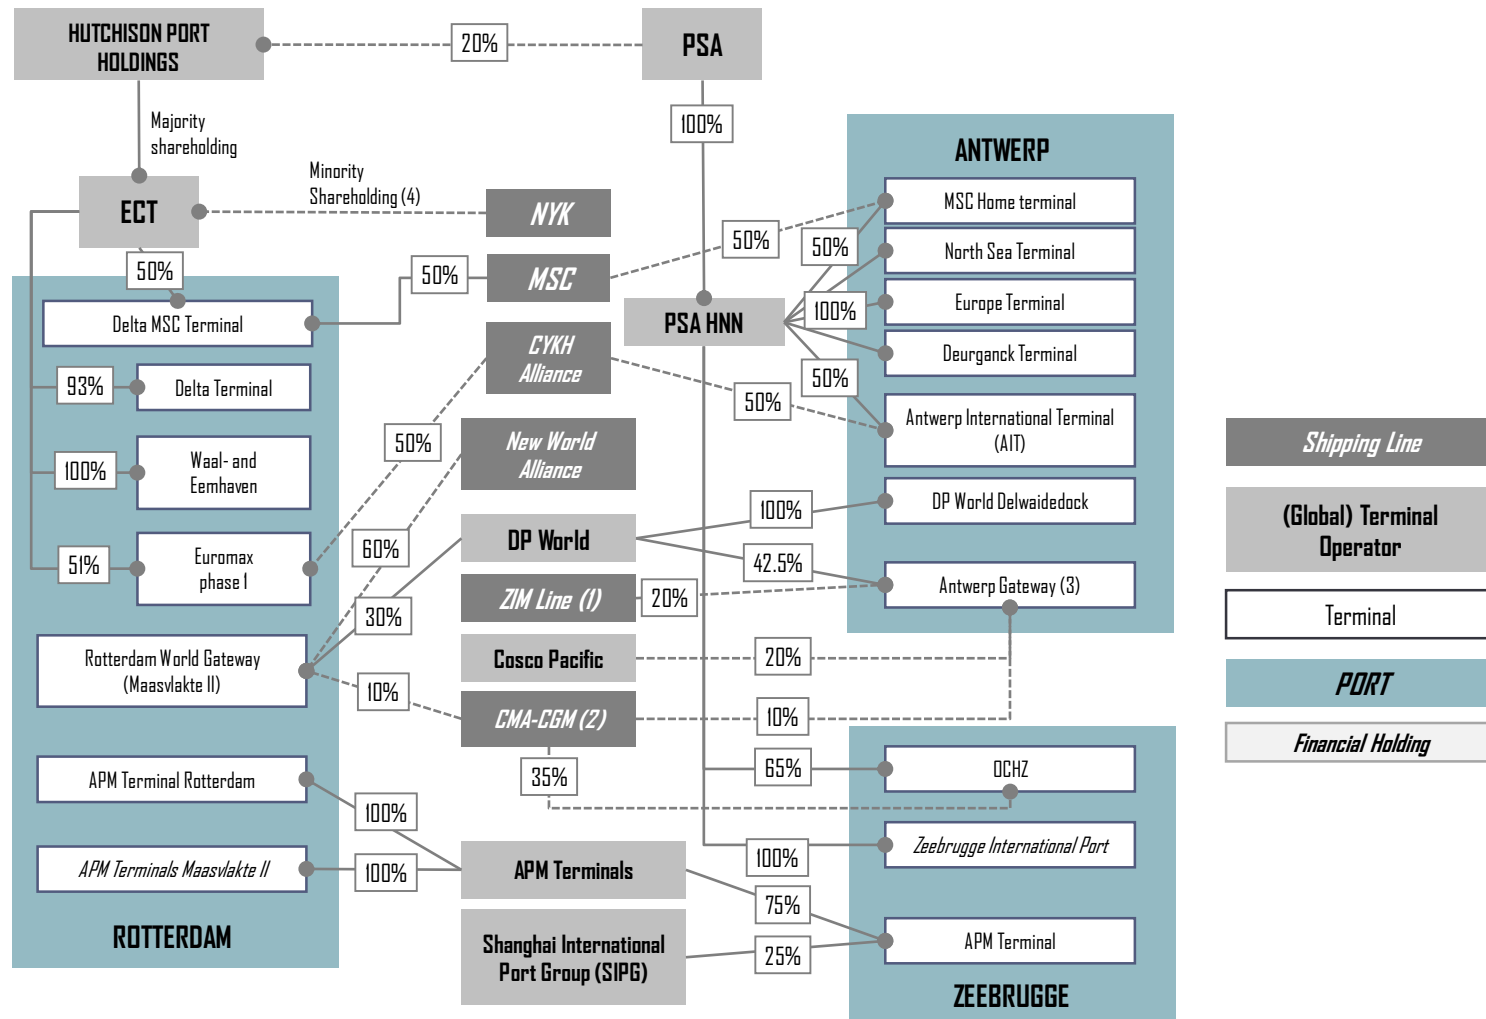 HUTCHISON PORT
HOLDINGS
20%
PSA
Majority
shareholding
100%
ANTWERP
Minority
Shareholding (4)
ECT
NYK
MSC Home terminal
50%
50%
North Sea Terminal
50%
50%
MSC
Europe Terminal
100%
Delta MSC Terminal
PSA HNN
CYKH
Alliance
Deurganck Terminal
50%
93%
Delta Terminal
50%
Antwerp International Terminal
(AIT)
50%
New World
Alliance
Shipping Line
100%
Waal- and
Eemhaven
DP World Delwaidedock
100%
(Global) Terminal
Operator
60%
DP World
42.5%
51%
Euromax
phase 1
Antwerp Gateway (3)
ZIM Line (1)
20%
30%
Terminal
Rotterdam World Gateway
(Maasvlakte II)
Cosco Pacific
20%
10%
PORT
CMA-CGM (2)
10%
Financial Holding
APM Terminal Rotterdam
35%
65%
OCHZ
100%
Zeebrugge International Port
100%
APM Terminals Maasvlakte II
100%
APM Terminals
75%
ROTTERDAM
Shanghai International
Port Group (SIPG)
25%
APM Terminal
ZEEBRUGGE